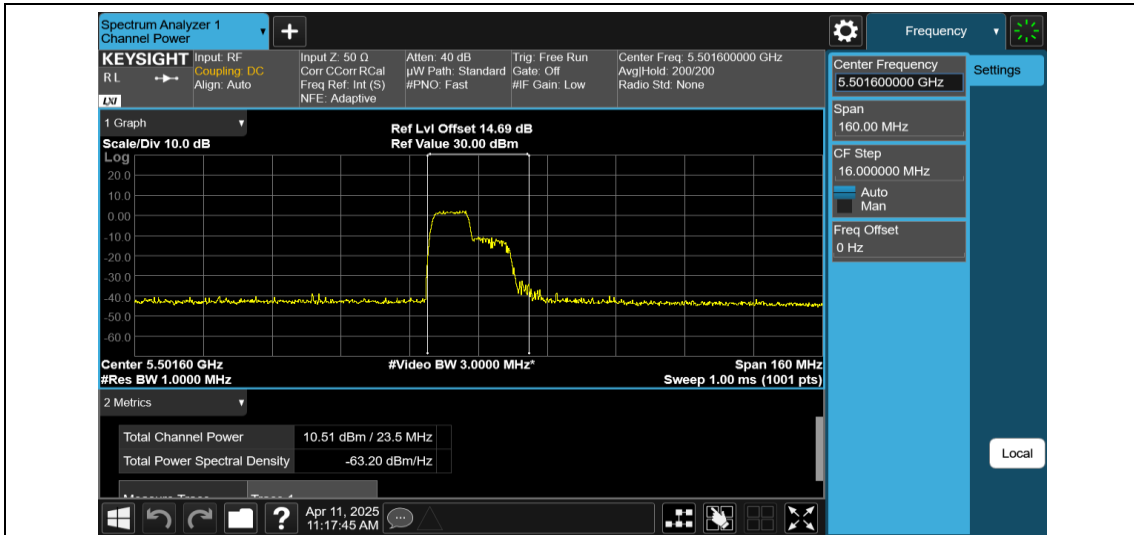 Spectrum Analyzer 1
Channel Power
Frequency
KEYSIGHT
R L
LXI
Input: RF
Coupling: DC
Align: Auto
Input Z: 50 Ω
Corr CCorr RCal
Freq Ref: Int (S)
NFE: Adaptive
Atten: 40 dB
µW Path: Standard
#PNO: Fast
Trig: Free Run
Gate: Off
#IF Gain: Low
Center Freq: 5.501600000 GHz
Avg|Hold: 200/200
Radio Std: None
Center Frequency
5.501600000 GHz
Settings
Span
160.00 MHz
CF Step
16.000000 MHz
Auto
Man
Freq Offset
0 Hz
1 Graph
Scale/Div 10.0 dB
Ref Lvl Offset 14.69 dB
Ref Value 30.00 dBm
Log
20.0
10.0
0.00
-10.0
-20.0
-30.0
-40.0
-50.0
-60.0
Center 5.50160 GHz
#Video BW 3.0000 MHz*
Span 160 MHz
#Res BW 1.0000 MHz
Sweep 1.00 ms (1001 pts)
2 Metrics
Total Channel Power 10.51 dBm / 23.5 MHz
Total Power Spectral Density -63.20 dBm/Hz
Local
Apr 11, 2025
11:17:45 AM